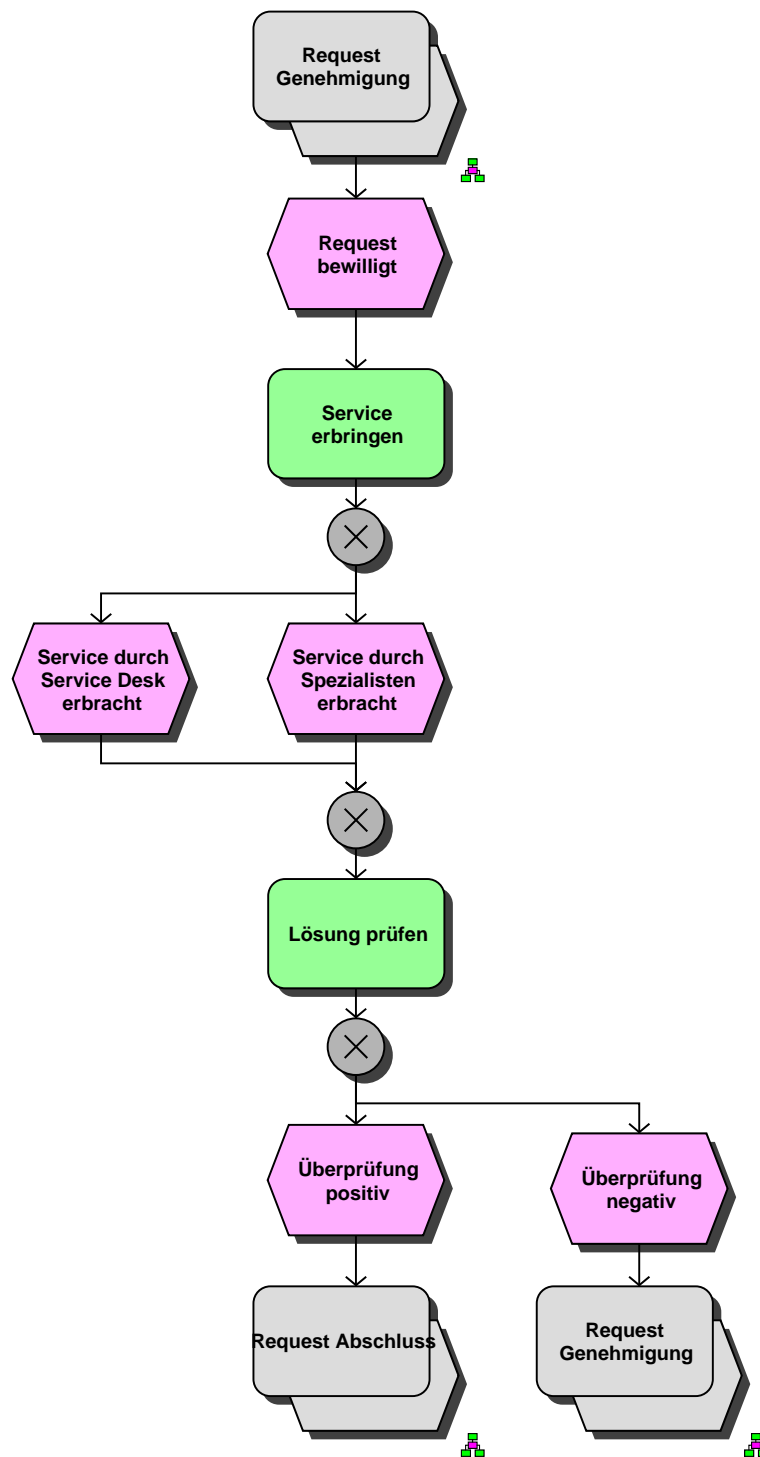 Request
Genehmigung
Request
bewilligt
Service
erbringen
Service durch
Service Desk
erbracht
Service durch
Spezialisten
erbracht
Lösung prüfen
Überprüfung
positiv
Überprüfung
negativ
Request Abschluss
Request
Genehmigung